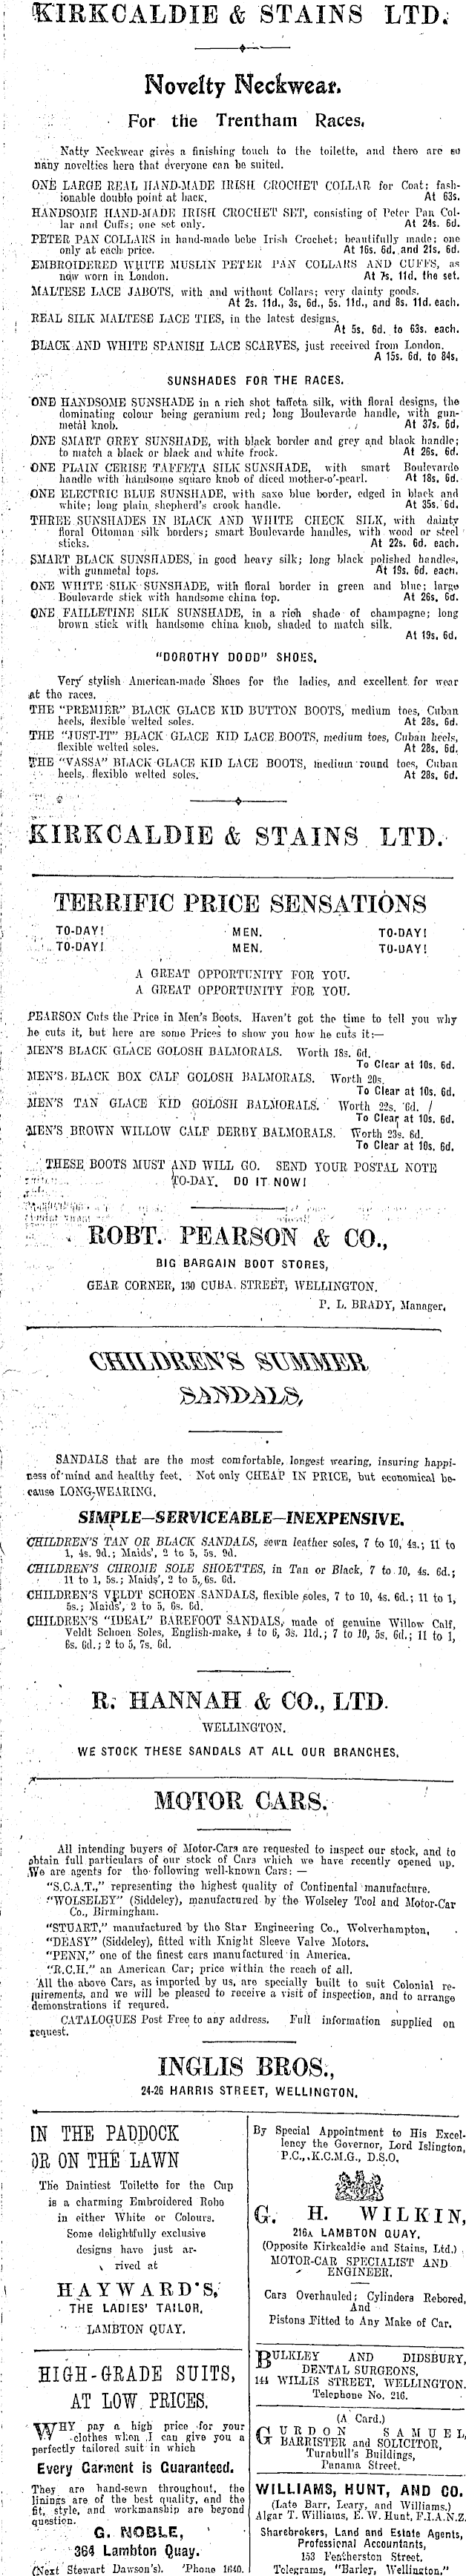 KIRKCALDIE & STAINS LTD.
Novelty Neckwear.
For the Trentham Races.
Natty Neckwear gives a finishing touch to the toilette, and there are so
many novelties here that everyone can be suited.
ONE LARGE REAL HAND-MADE IRISH CROCHET COLLAR for Coat; fash-
ionable double point at back. At 63s.
HANDSOME HAND-MADE IRISH CROCHET SET, consisting of Peter Pan Col-
lar and Cuffs; one set only. At 24s. 6d.
PETER PAN COLLARS in hand-made bebe Irish Crochet; beautifully made; one
only at each price. At 16s. 6d. and 21s. 6d.
EMBROIDERED WHITE MUSLIN PETER PAN COLLARS AND CUFFS, as
now worn in London. At 7s. 11d. the set.
MALTESE LACE JABOTS, with and without Collars; very dainty goods.
At 2s. 11d., 3s. 6d., 5s. 11d., and 8s. 11d. each.
REAL SILK MALTESE LACE TIES, in the latest designs.
At 5s. 6d. to 63s. each.
BLACK AND WHITE SPANISH LACE SCARVES, just received from London.
A 15s. 6d. to 84s.
SUNSHADES FOR THE RACES.
ONE HANDSOME SUNSHADE in a rich shot taffeta silk, with floral designs, the
dominating colour being geranium red; long Boulevarde handle, with gun-
metal knob. At 37s. 6d.
ONE SMART GREY SUNSHADE, with black border and grey and black handle;
to match a black or black and white frock. At 26s. 6d.
ONE PLAIN CERISE TAFFETA SILK SUNSHADE, with smart Boulevarde
handle with handsome square knob of diced mother-o'-pearl. At 18s. 6d.
ONE ELECTRIC BLUE SUNSHADE, with saxe blue border, edged in black and
white; long plain shepherd's crook handle. At 35s. 6d.
THREE SUNSHADES IN BLACK AND WHITE CHECK SILK, with dainty
floral Ottoman silk borders; smart Boulevarde handles, with wood or steel
sticks. At 22s. 6d. each.
SMART BLACK SUNSHADES, in good heavy silk; long black polished handles,
with gunmetal tops. At 19s. 6d. each.
ONE WHITE SILK SUNSHADE, with floral border in green and blue; large
Boulevarde stick with handsome china top. At 26s. 6d.
ONE FAILLETINE SILK SUNSHADE, in a rich shade of champagne; long
brown stick with handsome china knob, shaded to match silk.
At 19s. 6d.
"DOROTHY DODD" SHOES.
Very stylish American-made Shoes for the ladies, and excellent for wear
at the races.
THE "PREMIER" BLACK GLACE KID BUTTON BOOTS, medium toes, Cuban
heels, flexible welted soles. At 28s. 6d.
THE "JUST-IT" BLACK GLACE KID LACE BOOTS, medium toes, Cuban heels,
flexible welted soles. At 28s. 6d.
THE "VASSA" BLACK GLACE KID LACE BOOTS, medium round toes, Cuban
heels, flexible welted soles. At 28s. 6d.
KIRKCALDIE & STAINS LTD.
TERRIFIC PRICE SENSATIONS
TO-DAY! MEN. TO-DAY!
TO-DAY! MEN. TO-DAY!
A GREAT OPPORTUNITY FOR YOU.
A GREAT OPPORTUNITY FOR YOU.
PEARSON Cuts the Price in Men's Boots. Haven't got the time to tell you why
he cuts it, but here are some Prices to show you how he cuts it:—
MEN'S BLACK GLACE GOLOSH BALMORALS. Worth 18s. 6d.
To Clear at 10s. 6d.
MEN'S BLACK BOX CALF GOLOSH BALMORALS. Worth 20s.
To Clear at 10s. 6d.
MEN'S TAN GLACE KID GOLOSH BALMORALS. Worth 22s. 6d.
To Clear at 10s. 6d.
MEN'S BROWN WILLOW CALF DERBY BALMORALS. Worth 23s. 6d.
To Clear at 10s. 6d.
THESE BOOTS MUST AND WILL GO. SEND YOUR POSTAL NOTE
TO-DAY. DO IT NOW!
ROBT. PEARSON & CO.,
BIG BARGAIN BOOT STORES,
GEAR CORNER, 130 CUBA STREET, WELLINGTON.
P. L. BRADY, Manager.
CHILDREN'S SUMMER
SANDALS,
SANDALS that are the most comfortable, longest wearing, insuring happi-
ness of mind and healthy feet. Not only CHEAP IN PRICE, but economical be-
cause LONG-WEARING.
SIMPLE—SERVICEABLE—INEXPENSIVE.
CHILDREN'S TAN OR BLACK SANDALS, sewn leather soles, 7 to 10, 4s.; 11 to
1, 4s. 9d.; Maids', 2 to 5, 5s. 9d.
CHILDREN'S CHROME SOLE SHOETTES, in Tan or Black, 7 to 10, 4s. 6d.;
11 to 1, 5s.; Maids', 2 to 5, 6s. 6d.
CHILDREN'S VELDT SCHOEN SANDALS, flexible soles, 7 to 10, 4s. 6d.; 11 to 1,
5s.; Maids', 2 to 5, 6s. 6d.
CHILDREN'S "IDEAL" BAREFOOT SANDALS, made of genuine Willow Calf,
Veldt Schoen Soles, English-make, 4 to 6, 3s. 11d.; 7 to 10, 5s. 6d.; 11 to 1,
6s. 6d.; 2 to 5, 7s. 6d.
R. HANNAH & CO., LTD.
WELLINGTON.
WE STOCK THESE SANDALS AT ALL OUR BRANCHES.
MOTOR CARS.
All intending buyers of Motor-Cars are requested to inspect our stock, and to
obtain full particulars of our stock of Cars which we have recently opened up.
We are agents for the following well-known Cars:—
"S.C.A.T.," representing the highest quality of Continental manufacture.
"WOLSELEY" (Siddeley), manufactured by the Wolseley Tool and Motor-Car
Co., Birmingham.
"STUART," manufactured by the Star Engineering Co., Wolverhampton.
"DEASY" (Siddeley), fitted with Knight Sleeve Valve Motors.
"PENN," one of the finest cars manufactured in America.
"R.C.H." an American Car; price within the reach of all.
All the above Cars, as imported by us, are specially built to suit Colonial re-
quirements, and we will be pleased to receive a visit of inspection, and to arrange
demonstrations if requred.
CATALOGUES Post Free to any address. Full information supplied on
request.
INGLIS BROS.,
24-26 HARRIS STREET, WELLINGTON.
IN THE PADDOCK
OR ON THE LAWN
The Daintiest Toilette for the Cup
is a charming Embroidered Robe
in either White or Colours.
Some delightfully exclusive
designs have just ar-
rived at
HAYWARD'S,
THE LADIES' TAILOR,
LAMBTON QUAY.
HIGH-GRADE SUITS,
AT LOW PRICES.
WHY pay a high price for your
clothes when I can give you a
perfectly tailored suit in which
Every Garment is Guaranteed.
They are hand-sewn throughout, the
linings are of the best quality, and the
fit, style, and workmanship are beyond
question.
G. NOBLE,
364 Lambton Quay.
(Next Stewart Dawson's). 'Phone 1640.
By Special Appointment to His Excel-
lency the Governor, Lord Islington,
P.C., K.C.M.G., D.S.O.
G. H. WILKIN,
216A LAMBTON QUAY,
(Opposite Kirkcaldie and Stains, Ltd.)
MOTOR-CAR SPECIALIST AND
ENGINEER.
Cars Overhauled; Cylinders Rebored,
And
Pistons Fitted to Any Make of Car.
BULKLEY AND DIDSBURY,
DENTAL SURGEONS,
144 WILLIS STREET, WELLINGTON.
Telephone No. 216.
(A Card.)
GURDON SAMUEL,
BARRISTER and SOLICITOR,
Turnbull's Buildings,
Panama Street.
WILLIAMS, HUNT, AND CO.
(Late Barr, Leary, and Williams.)
Algar T. Williams, E. W. Hunt, F.I.A.N.Z.
Sharebrokers, Land and Estate Agents,
Professional Accountants,
153 Featherston Street.
Telegrams, "Barler, Wellington."